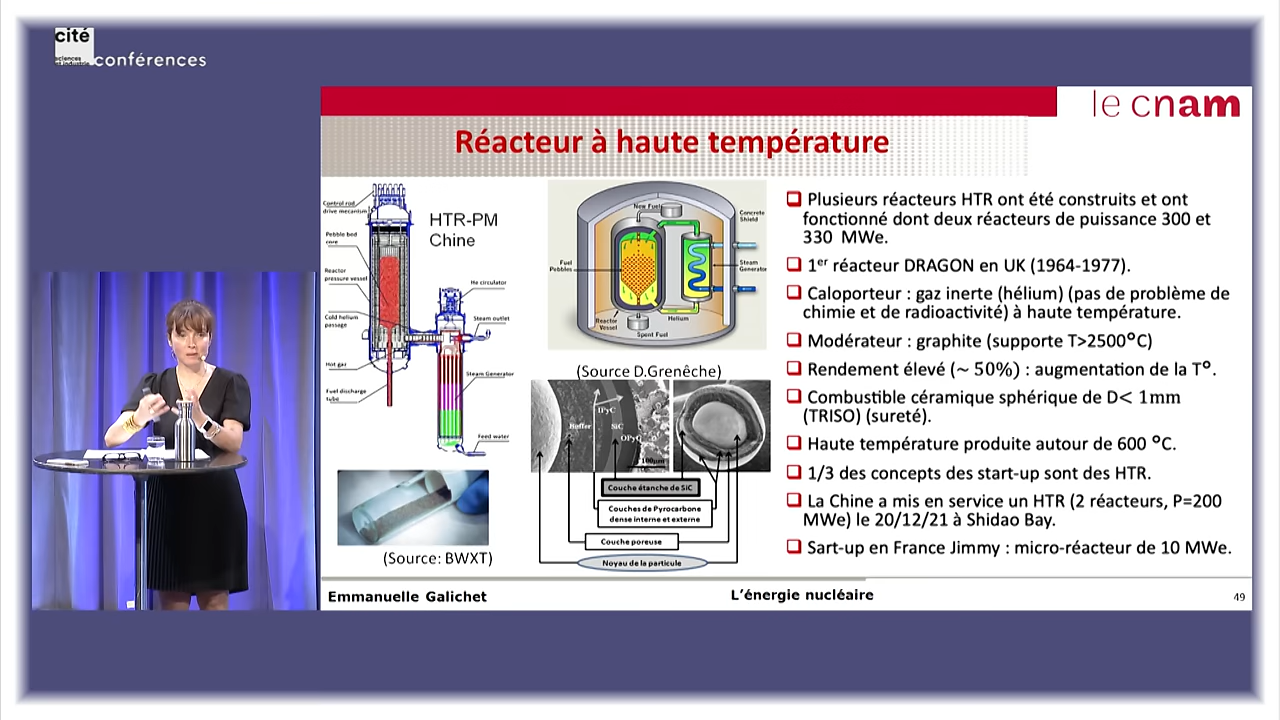 cité
sciences
et industrie
conférences
le cnam
Réacteur à haute température
Control rod
drive mecanism
Pebble bed
core
Reactor
pressure vessel
Cold helium
passage
Hot gaz
Fuel discharge
tube
HTR-PM
Chine
He circulator
Steam outlet
Steam Generator
Feed water
New Fuels
Concrete
Shield
Fuel
Pebbles
Steam
Generator
Reactor
Vessel
Helium
Spent Fuel
(Source D.Grenêche)
Buffer
IPyC
SiC
OPyC
100µm
Couche étanche de SiC
Couches de Pyrocarbone
dense interne et externe
Couche poreuse
Noyau de la particule
(Source: BWXT)
Plusieurs réacteurs HTR ont été construits et ont
fonctionné dont deux réacteurs de puissance 300 et
330 MWe.
1er réacteur DRAGON en UK (1964-1977).
Caloporteur : gaz inerte (hélium) (pas de problème de
chimie et de radioactivité) à haute température.
Modérateur : graphite (supporte T>2500°C)
Rendement élevé (~ 50%) : augmentation de la T°.
Combustible céramique sphérique de D< 1mm
(TRISO) (sureté).
Haute température produite autour de 600 °C.
1/3 des concepts des start-up sont des HTR.
La Chine a mis en service un HTR (2 réacteurs, P=200
MWe) le 20/12/21 à Shidao Bay.
Sart-up en France Jimmy : micro-réacteur de 10 MWe.
Emmanuelle Galichet
L'énergie nucléaire
49